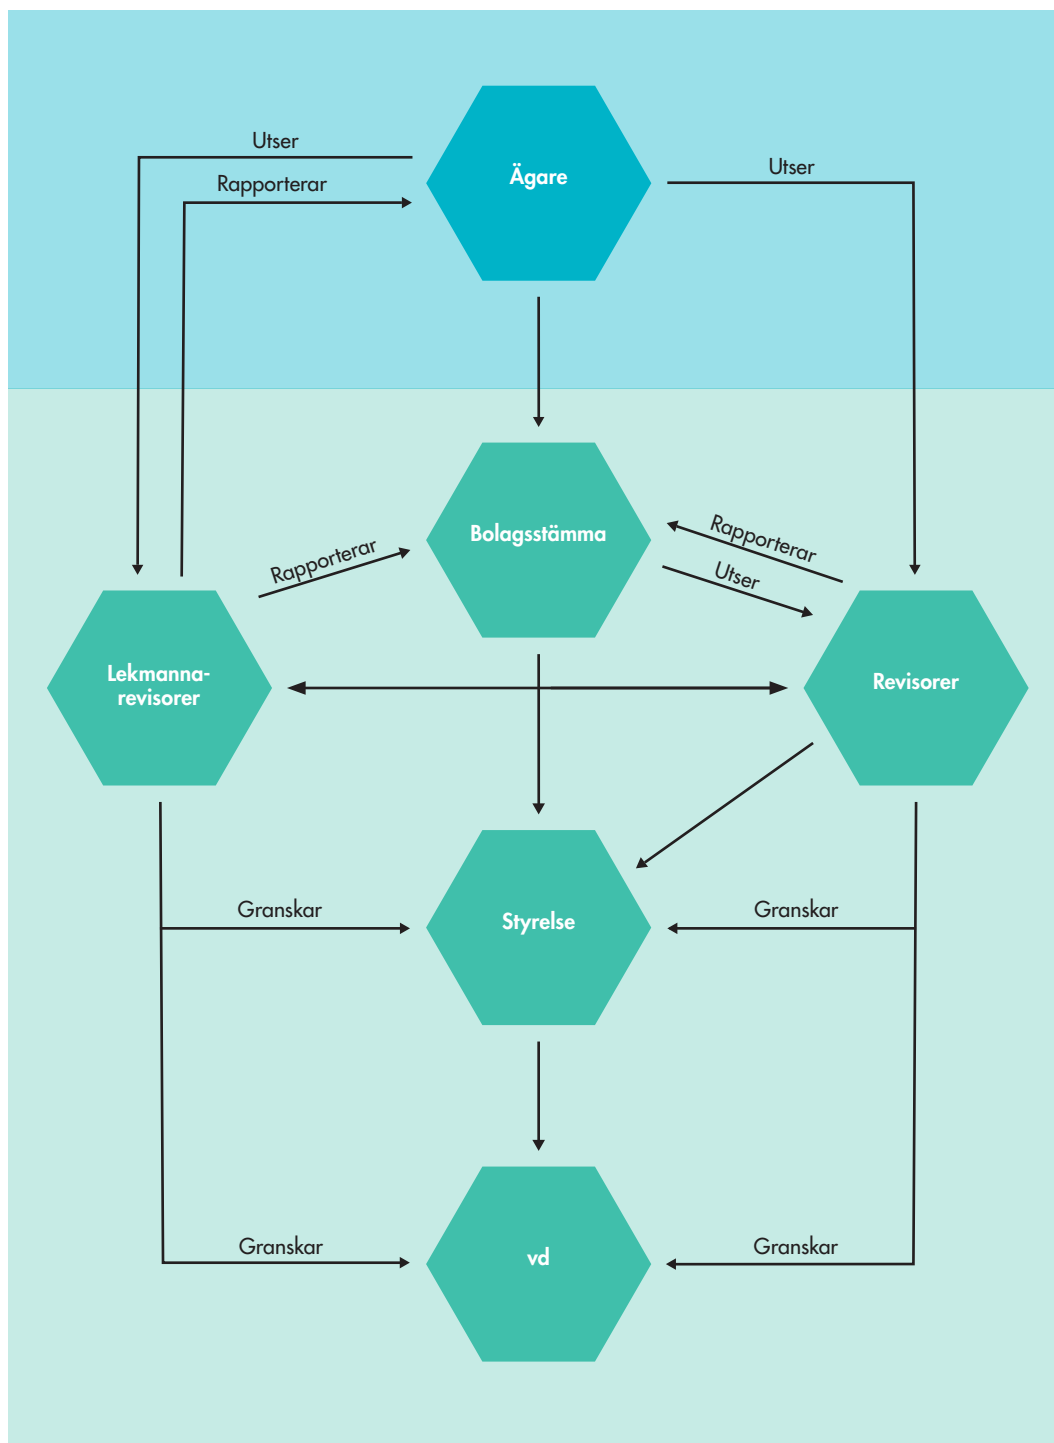 Utser
Ägare
Utser
Rapporterar
Rapporterar
Bolagsstämma
Rapporterar
Utser
Lekmanna-
revisorer
Revisorer
Granskar
Styrelse
Granskar
Granskar
vd
Granskar